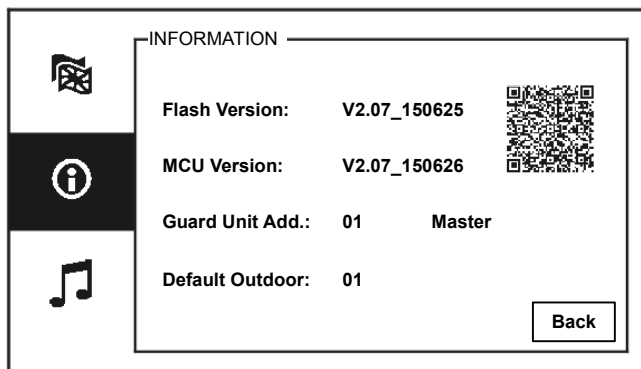 INFORMATION
Flash Version: V2.07_150625
MCU Version: V2.07_150626
Guard Unit Add.: 01 Master
Default Outdoor: 01
Back